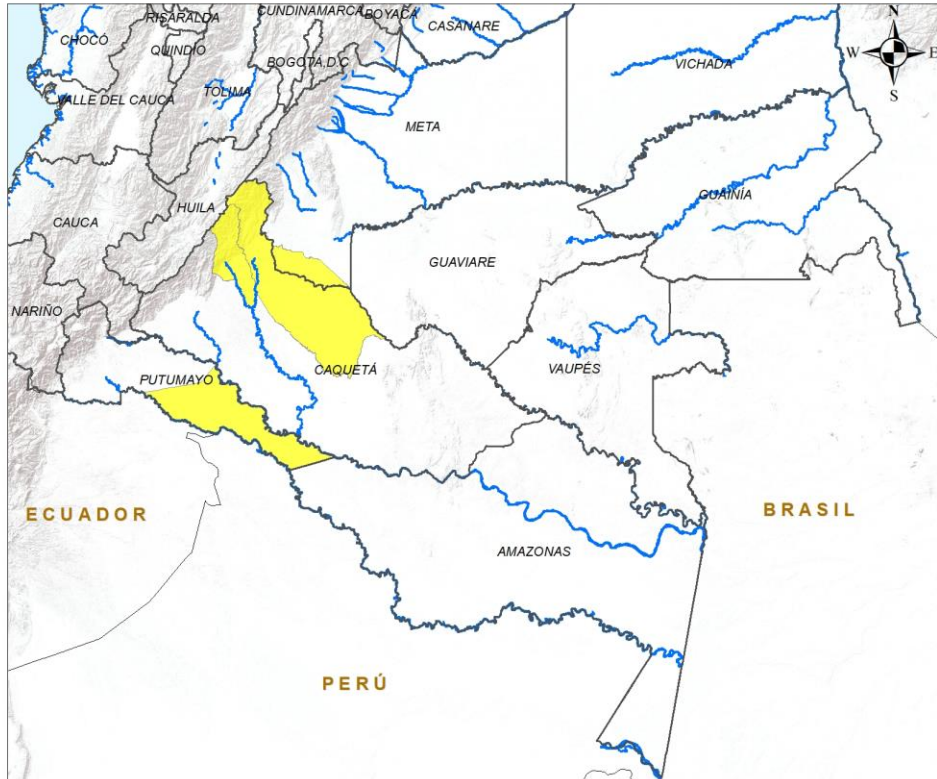 CUNDINAMARCA
BOYACÁ
RISARALDA
CASANARE
N
CHOCÓ
QUINDIO
BOGOTÁ,D.C
W
E
VICHADA
S
TOLIMA
VALLE DEL CAUCA
META
GUAINÍA
HUILA
CAUCA
GUAVIARE
NARIÑO
CAQUETÁ
VAUPÉS
PUTUMAYO
ECUADOR
BRASIL
AMAZONAS
PERÚ